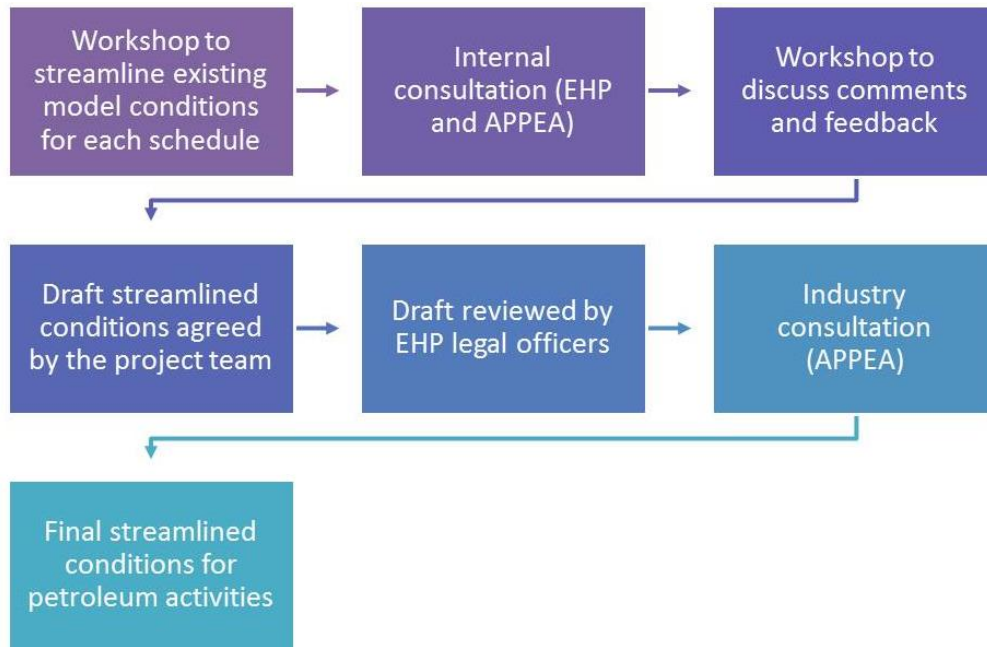 Workshop to
streamline existing
model conditions
for each schedule
Internal
consultation (EHP
and APPEA)
Workshop to
discuss comments
and feedback
Draft streamlined
conditions agreed
by the project team
Draft reviewed by
EHP legal officers
Industry
consultation
(APPEA)
Final streamlined
conditions for
petroleum activities